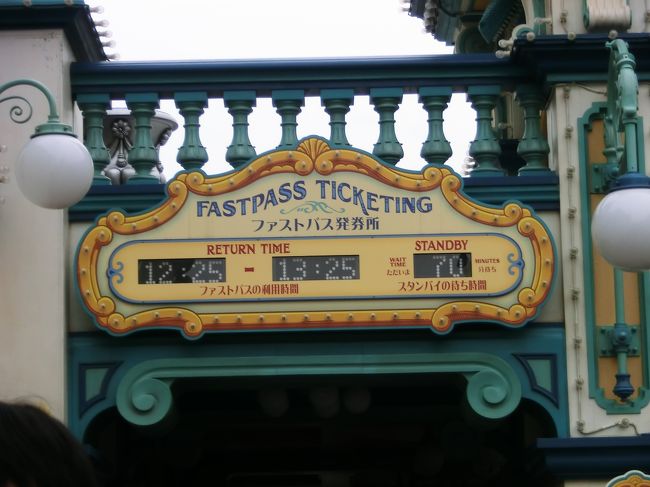 FASTPASS TICKETING
ファストパス発券所
RETURN TIME
12:25 - 13:25
ファストパスの利用時間
STANDBY
WAIT TIME 70 MINUTES
ただいま 分待ち
スタンバイの待ち時間